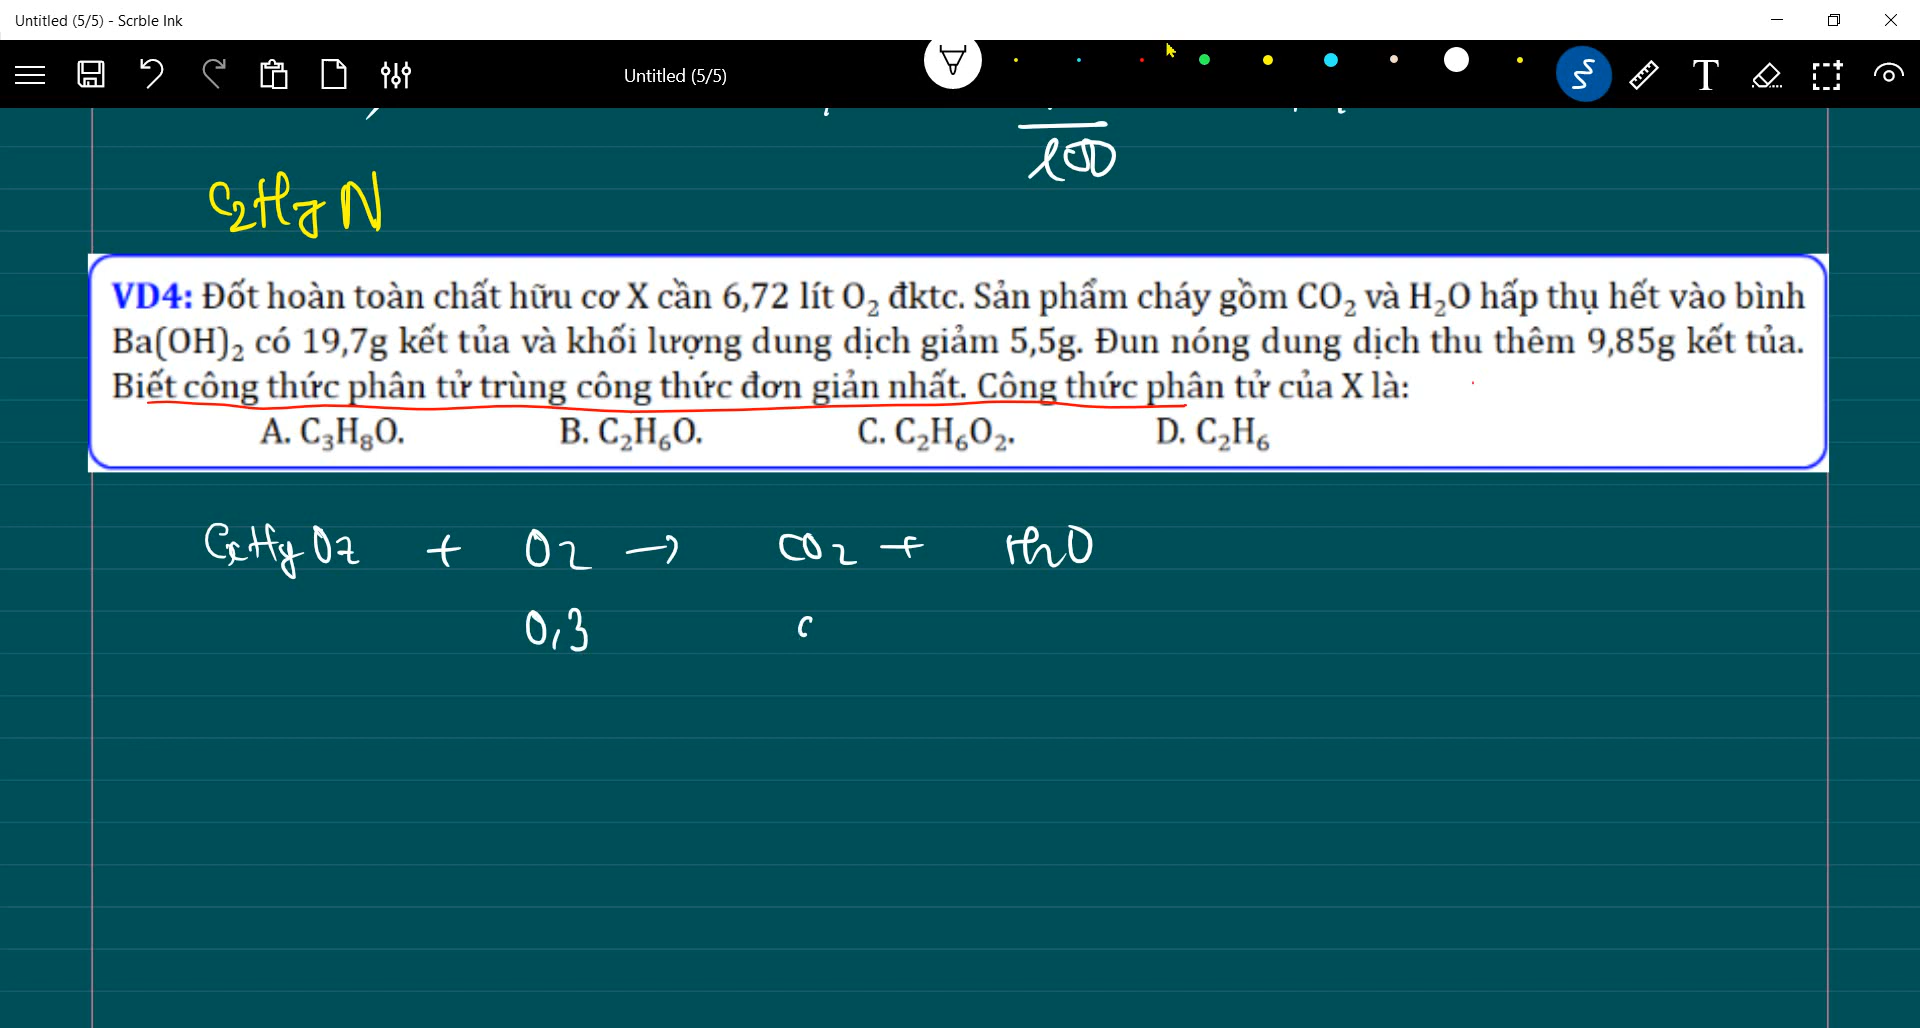 Untitled (5/5) - Scrble Ink
Untitled (5/5)
T
100
C₂H₇N
VD4: Đốt hoàn toàn chất hữu cơ X cần 6,72 lít O₂ đktc. Sản phẩm cháy gồm CO₂ và H₂O hấp thụ hết vào bình
Ba(OH)₂ có 19,7g kết tủa và khối lượng dung dịch giảm 5,5g. Đun nóng dung dịch thu thêm 9,85g kết tủa.
Biết công thức phân tử trùng công thức đơn giản nhất. Công thức phân tử của X là:
A. C₃H₈O. B. C₂H₆O. C. C₂H₆O₂. D. C₂H₆
CxHyOz + O2 → CO2 + H2O
0,3